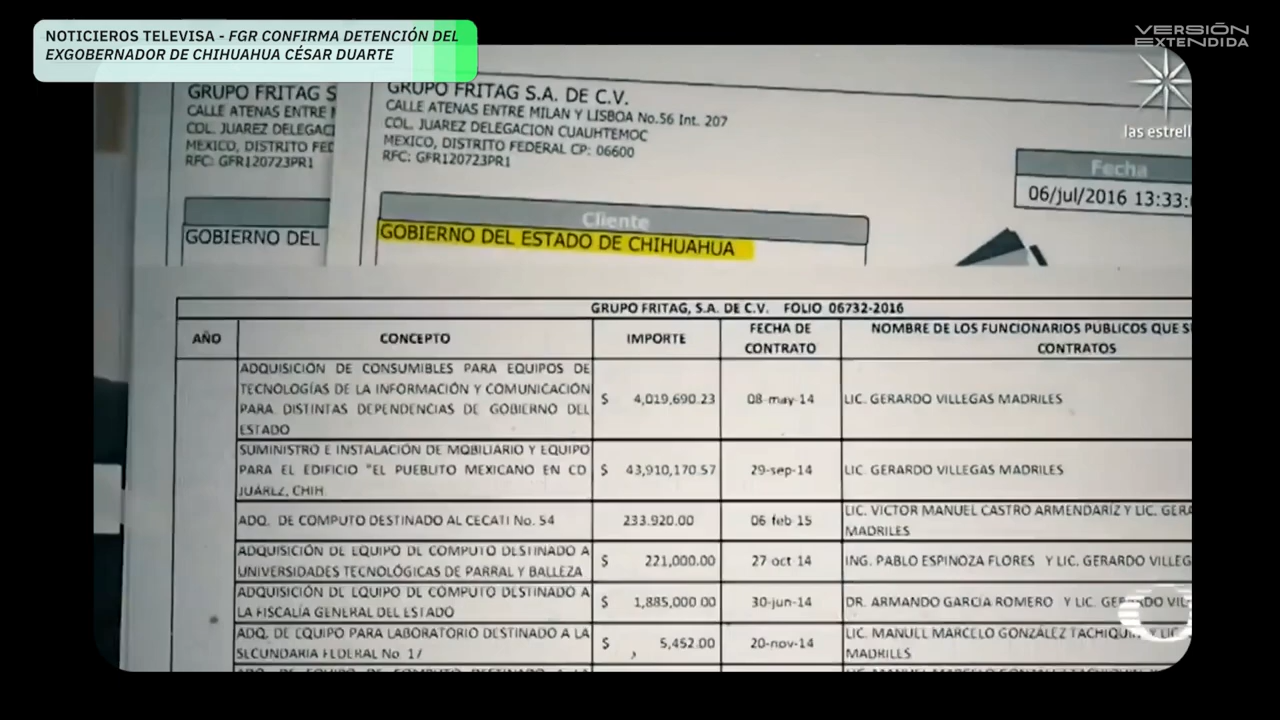 NOTICIEROS TELEVISA - FGR CONFIRMA DETENCIÓN DEL
EXGOBERNADOR DE CHIHUAHUA CÉSAR DUARTE
VERSIÓN
EXTENDIDA
las estrell
GRUPO FRITAG S
CALLE ATENAS ENTRE
COL. JUAREZ DELEGAC
MEXICO, DISTRITO FED
RFC: GFR120723PR1
GOBIERNO DEL
GRUPO FRITAG S.A. DE C.V.
CALLE ATENAS ENTRE MILAN Y LISBOA No.56 Int. 207
COL. JUAREZ DELEGACION CUAUHTEMOC
MEXICO, DISTRITO FEDERAL CP: 06600
RFC: GFR120723PR1
Fecha
06/jul/2016 13:33:
Cliente
GOBIERNO DEL ESTADO DE CHIHUAHUA
GRUPO FRITAG, S.A. DE C.V. FOLIO 06732-2016
AÑO
CONCEPTO
IMPORTE
FECHA DE
CONTRATO
NOMBRE DE LOS FUNCIONARIOS PÚBLICOS QUE S
CONTRATOS
ADQUISICIÓN DE CONSUMIBLES PARA EQUIPOS DE
TECNOLOGÍAS DE LA INFORMACIÓN Y COMUNICACIÓN
PARA DISTINTAS DEPENDENCIAS DE GOBIERNO DEL
ESTADO
$ 4,019,690.23
08-may-14
LIC. GERARDO VILLEGAS MADRILES
SUMINISTRO E INSTALACIÓN DE MOBILIARIO Y EQUIPO
PARA EL EDIFICIO "EL PUEBLITO MEXICANO EN CD
JUÁREZ, CHIH
$ 43,910,170.57
29-sep-14
LIC. GERARDO VILLEGAS MADRILES
ADQ. DE COMPUTO DESTINADO AL CECATI No. 54
233.920.00
06 feb 15
LIC. VICTOR MANUEL CASTRO ARMENDARÍZ Y LIC. GERA
MADRILES
ADQUISICIÓN DE EQUIPO DE COMPUTO DESTINADO A
UNIVERSIDADES TECNOLÓGICAS DE PARRAL Y BALLEZA
$ 221,000.00
27 oct 14
ING. PABLO ESPINOZA FLORES Y LIC. GERARDO VILLEG
ADQUISICIÓN DE EQUIPO DE CÓMPUTO DESTINADO A
LA FISCALÍA GENERAL DEL ESTADO
$ 1,885,000 00
30-jun-14
DR. ARMANDO GARCÍA ROMERO Y LIC. GERARDO VIL
ADQ. DE EQUIPO PARA LABORATORIO DESTINADO A LA
SECUNDARIA FEDERAL No 17
$ 5,452.00
20-nov-14
LIC. MANUEL MARCELO GONZÁLEZ TACHIQUIN Y LIC.
MADRILES